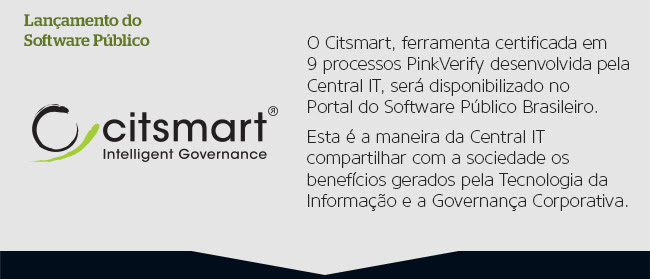 Lançamento do
Software Público
citsmart®
Intelligent Governance
O Citsmart, ferramenta certificada em
9 processos PinkVerify desenvolvida pela
Central IT, será disponibilizado no
Portal do Software Público Brasileiro.
Esta é a maneira da Central IT
compartilhar com a sociedade os
benefícios gerados pela Tecnologia da
Informação e a Governança Corporativa.